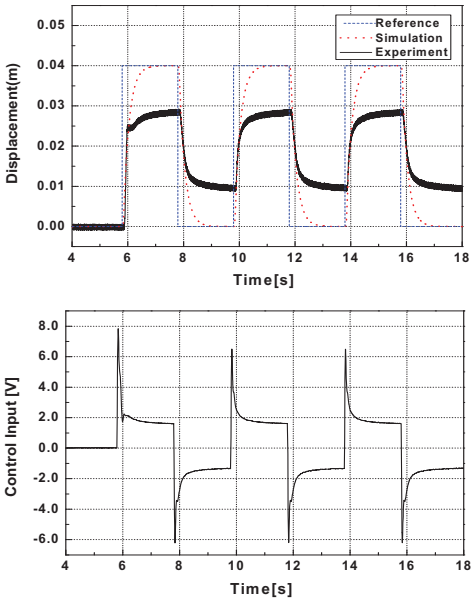 0.05
0.04
0.03
0.02
0.01
0.00
Displacement(m)
Reference
Simulation
Experiment
4 6 8 10 12 14 16 18
Time[s]
8.0
6.0
4.0
2.0
0.0
-2.0
-4.0
-6.0
Control Input [V]
4 6 8 10 12 14 16 18
Time[s]